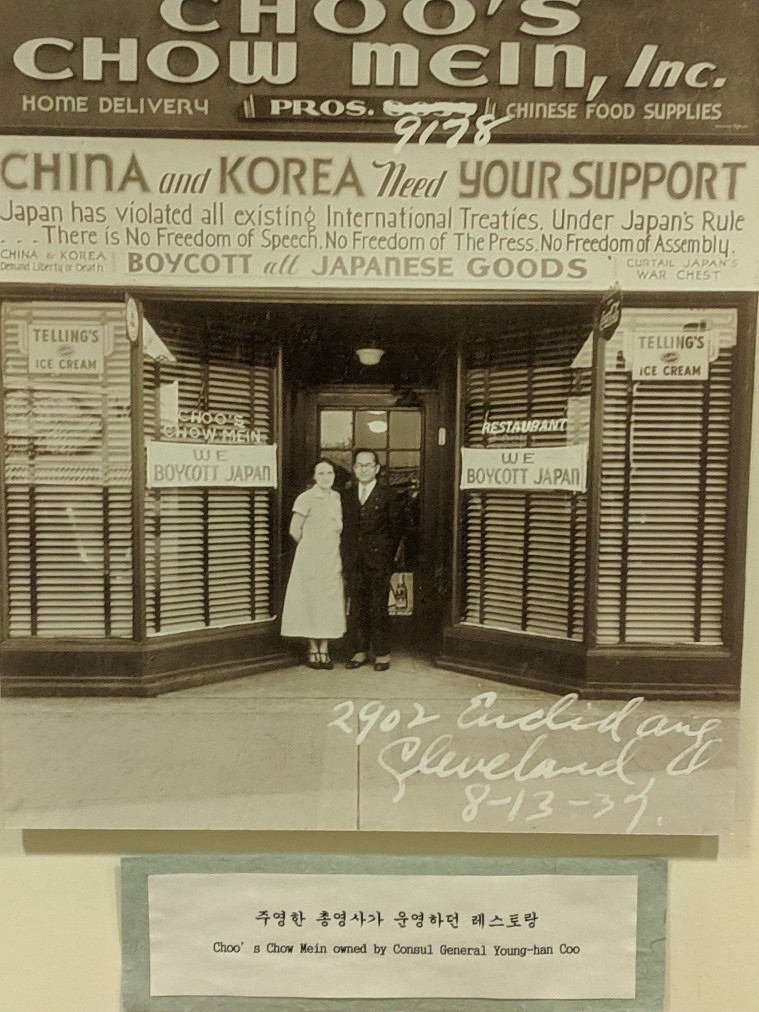 CHOO'S
CHOW MEIN, Inc.
HOME DELIVERY PROS. CHINESE FOOD SUPPLIES
9178
CHINA and KOREA Need YOUR SUPPORT
Japan has violated all existing International Treaties. Under Japan's Rule
...There is No Freedom of Speech. No Freedom of The Press. No Freedom of Assembly.
CHINA & KOREA
Demand Liberty or Death
BOYCOTT all JAPANESE GOODS
CURTAIL JAPAN'S
WAR CHEST
TELLING'S
ICE CREAM
TELLING'S
ICE CREAM
CHOO'S
CHOW MEIN
RESTAURANT
WE
BOYCOTT JAPAN
WE
BOYCOTT JAPAN
2902 Euclid
Cleveland, O
8-13-37.
주영한 총영사가 운영하던 레스토랑
Choo's Chow Mein owned by Consul General Young-han Coo